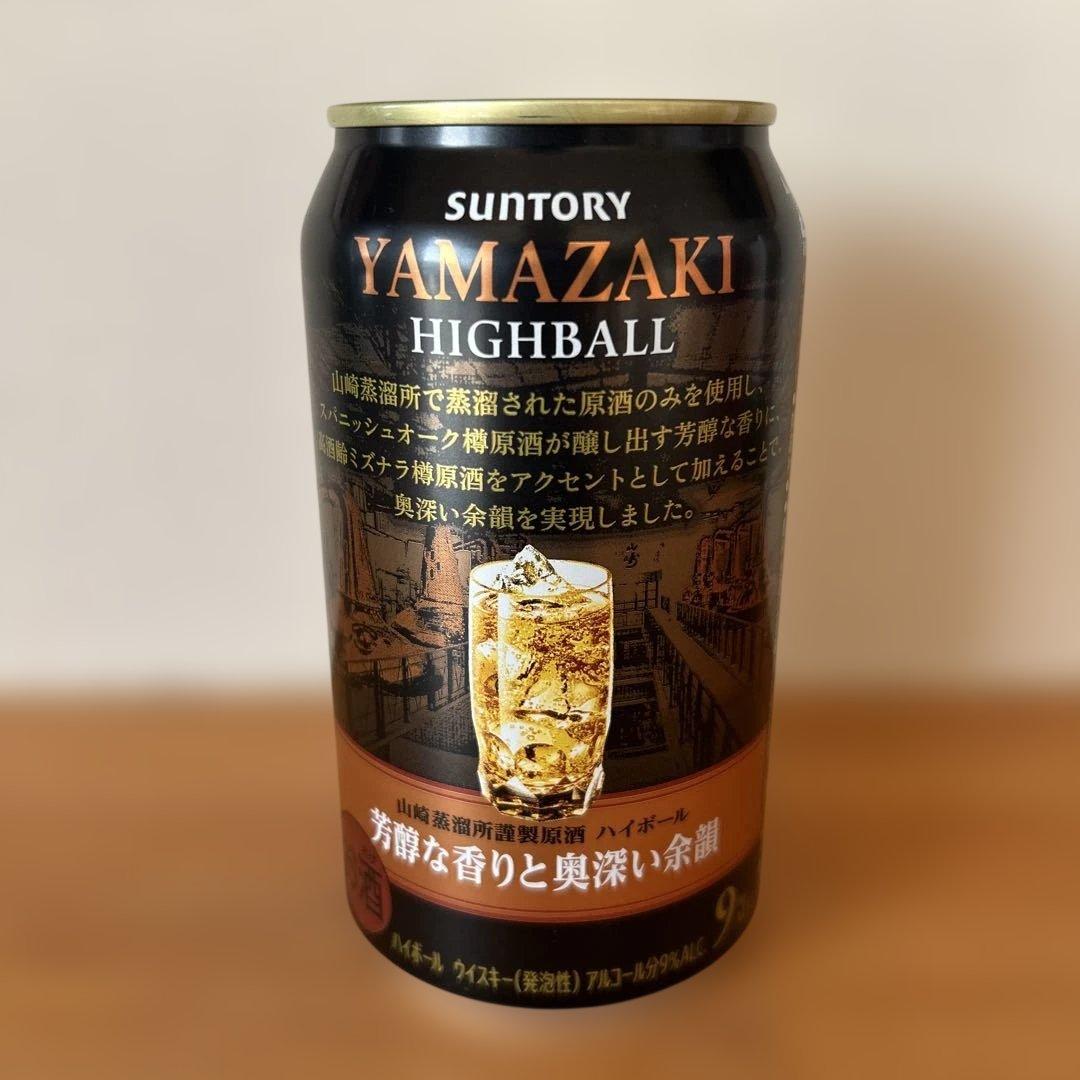 SUNTORY
YAMAZAKI
HIGHBALL
山崎蒸溜所で蒸溜された原酒のみを使用し、
スパニッシュオーク樽原酒が醸し出す芳醇な香りに、
高酒齢ミズナラ樽原酒をアクセントとして加えることで、
奥深い余韻を実現しました。
山崎
山崎蒸溜所謹製原酒 ハイボール
芳醇な香りと奥深い余韻
酒
9
ハイボール ウイスキー(発泡性) アルコール分9%ALC.